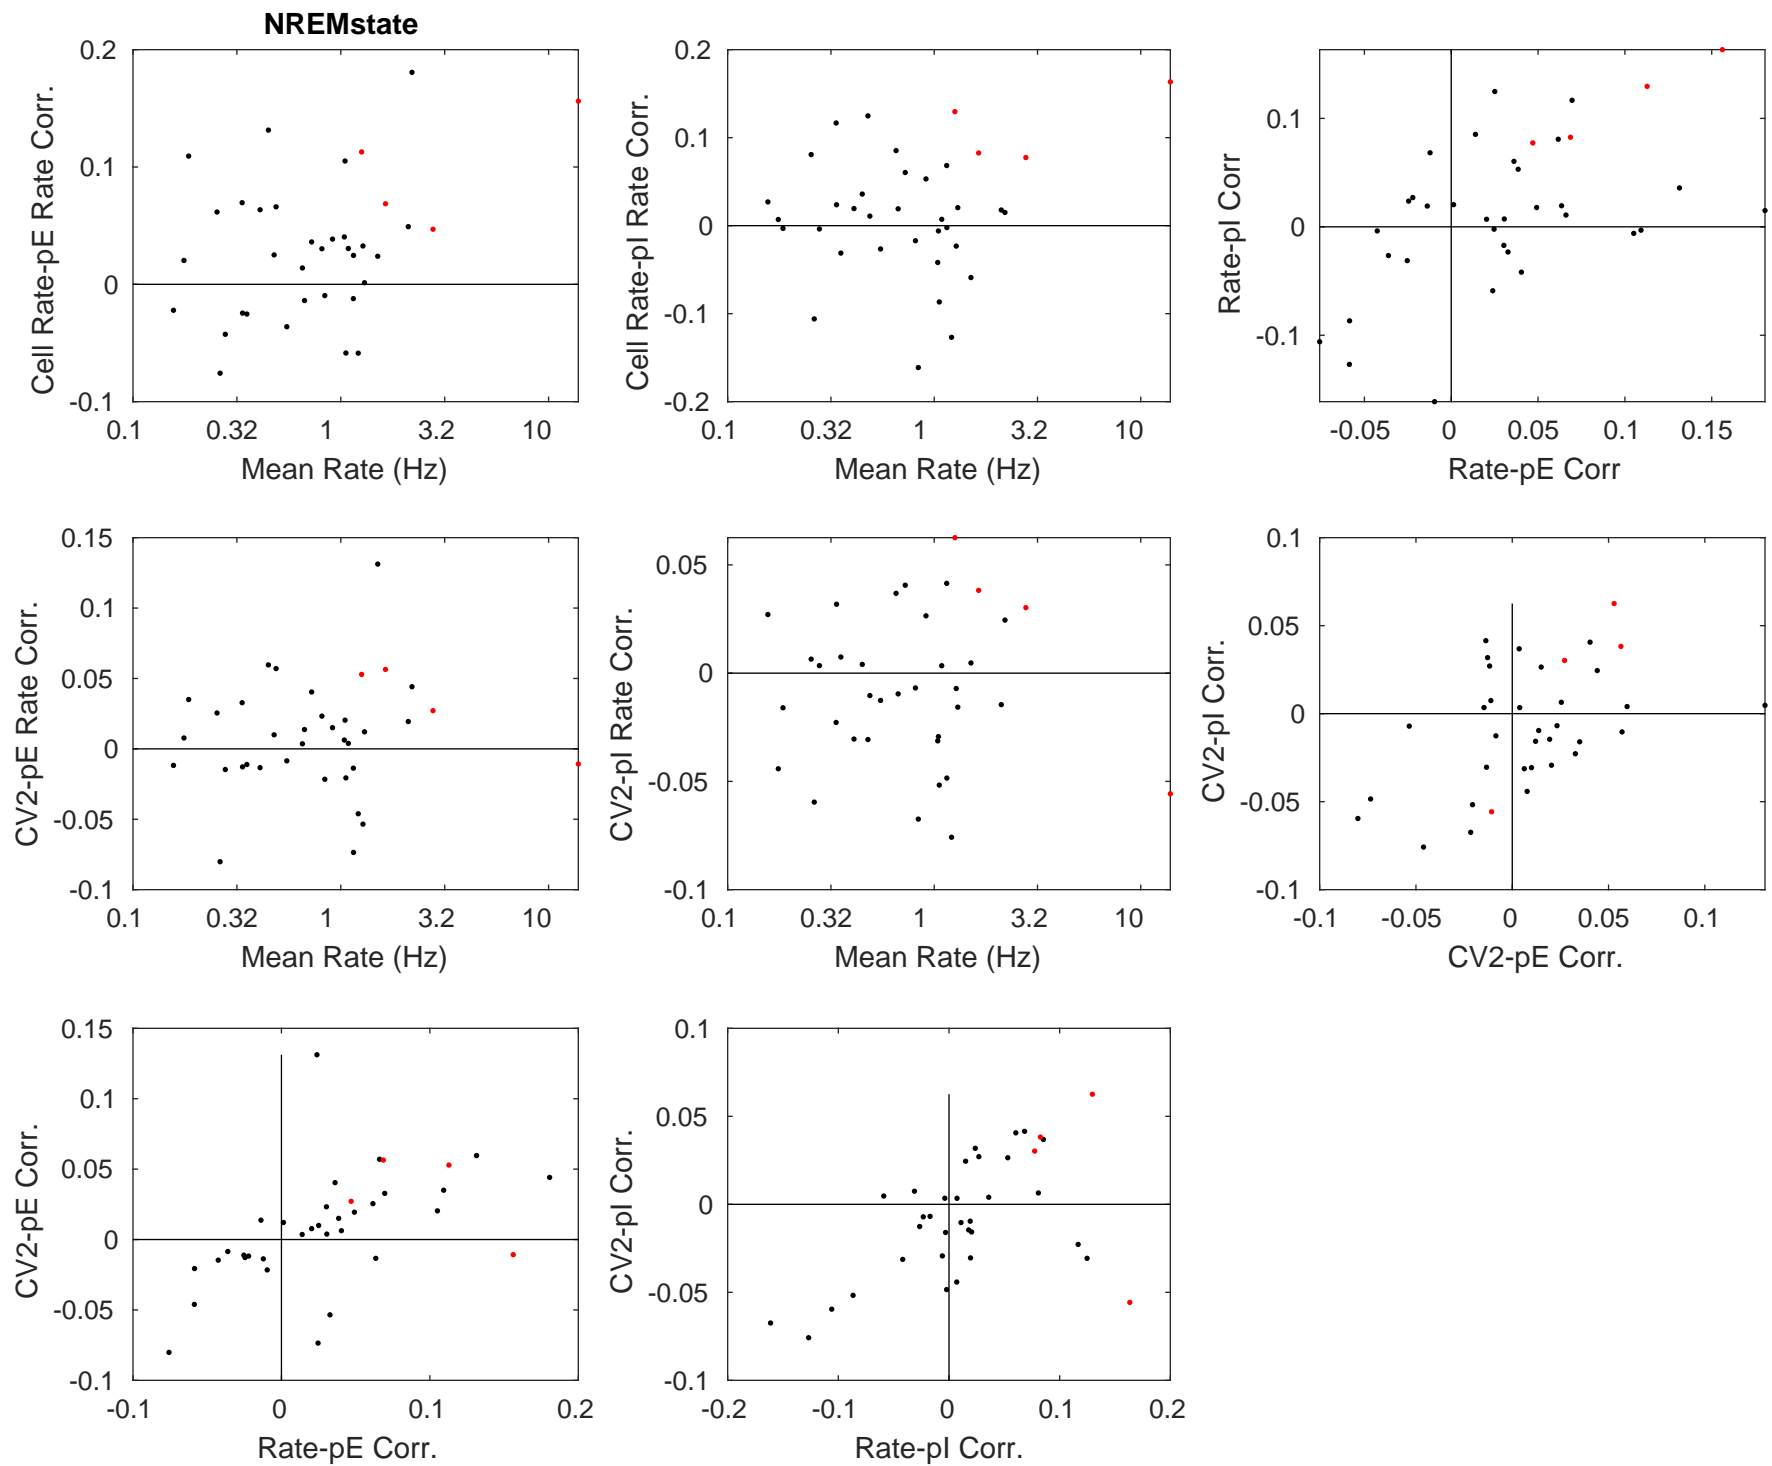 NREMstate
0.2
0.1
0
-0.1
Cell Rate-pE Rate Corr.
0.1 0.32 1 3.2 10
Mean Rate (Hz)
0.2
0.1
0
-0.1
-0.2
Cell Rate-pI Rate Corr.
0.1 0.32 1 3.2 10
Mean Rate (Hz)
0.1
0
-0.1
Rate-pI Corr
-0.05 0 0.05 0.1 0.15
Rate-pE Corr
0.15
0.1
0.05
0
-0.05
-0.1
CV2-pE Rate Corr.
0.1 0.32 1 3.2 10
Mean Rate (Hz)
0.05
0
-0.05
-0.1
CV2-pI Rate Corr.
0.1 0.32 1 3.2 10
Mean Rate (Hz)
0.1
0.05
0
-0.05
-0.1
CV2-pI Corr.
-0.1 -0.05 0 0.05 0.1
CV2-pE Corr.
0.15
0.1
0.05
0
-0.05
-0.1
CV2-pE Corr.
-0.1 0 0.1 0.2
Rate-pE Corr.
0.1
0.05
0
-0.05
-0.1
CV2-pI Corr.
-0.2 -0.1 0 0.1 0.2
Rate-pI Corr.